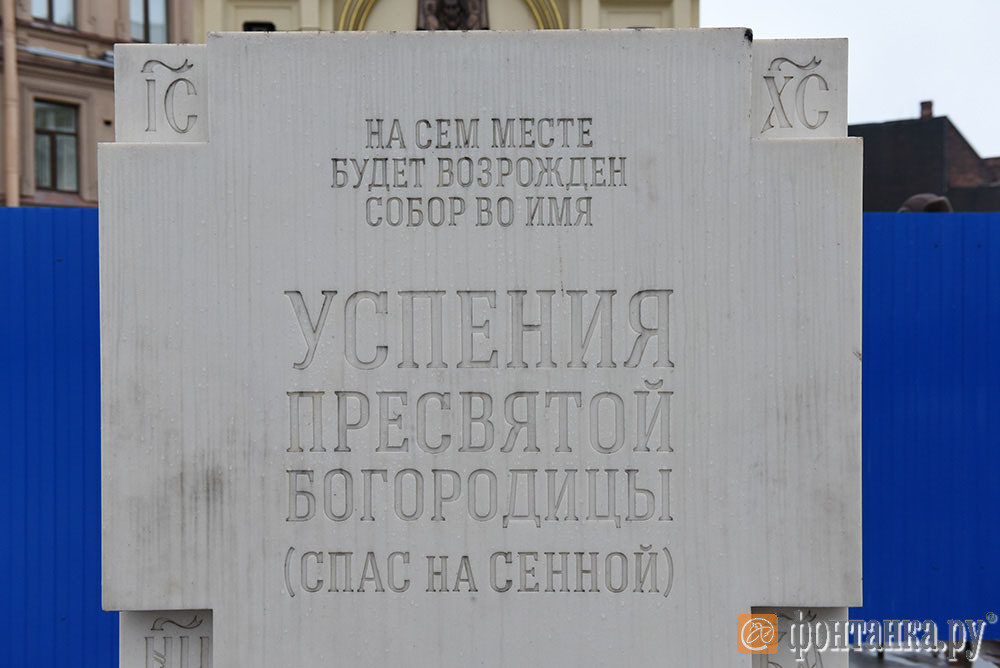 IC
XC
НА СЕМ МЕСТЕ
БУДЕТ ВОЗРОЖДЕН
СОБОР ВО ИМЯ
УСПЕНИЯ
ПРЕСВЯТОЙ
БОГОРОДИЦЫ
(СПАС НА СЕННОЙ)
фонтанка.ру